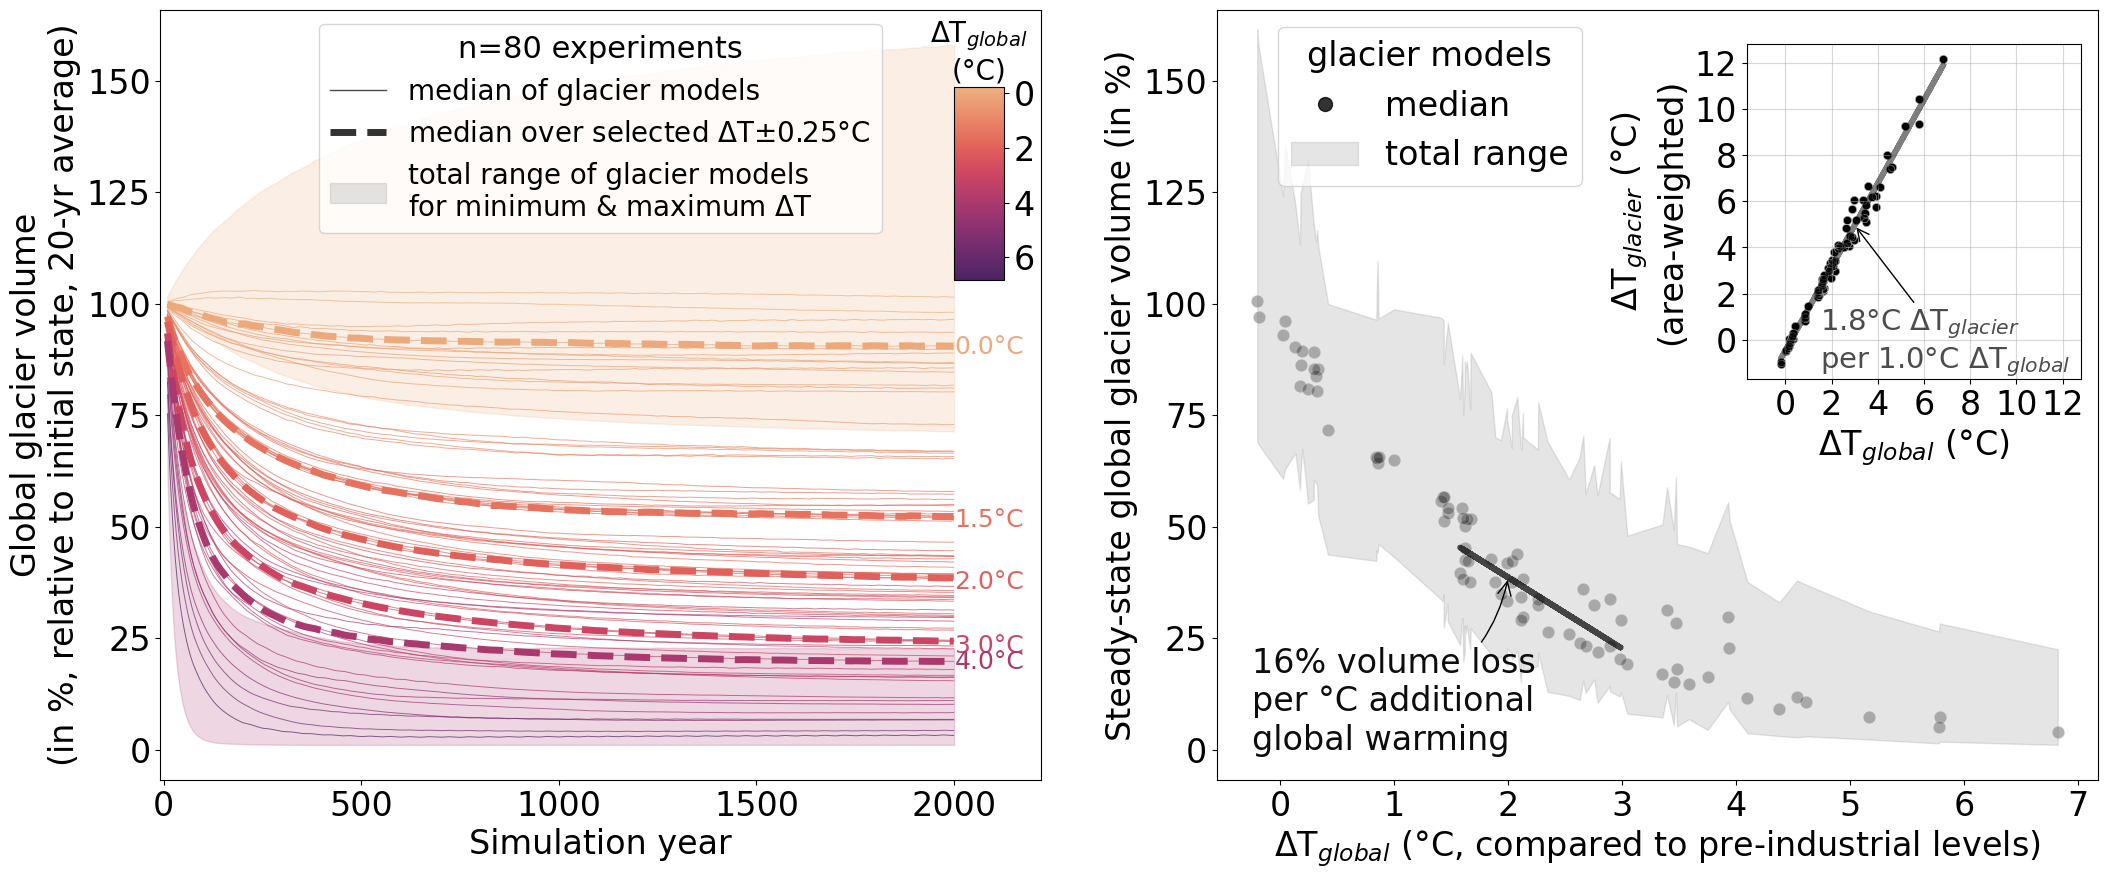 Global glacier volume
(in %, relative to initial state, 20-yr average)
150
125
100
75
50
25
0
n=80 experiments
median of glacier models
median over selected ΔT±0.25°C
total range of glacier models
for minimum & maximum ΔT
ΔTglobal
(°C)
0
2
4
6
0.0°C
1.5°C
2.0°C
3.0°C
4.0°C
0
500
1000
1500
2000
Simulation year
Steady-state global glacier volume (in %)
150
125
100
75
50
25
0
glacier models
median
total range
16% volume loss
per °C additional
global warming
0
1
2
3
4
5
6
7
ΔTglobal (°C, compared to pre-industrial levels)
ΔTglacier (°C)
(area-weighted)
12
10
8
6
4
2
0
1.8°C ΔTglacier
per 1.0°C ΔTglobal
0
2
4
6
8
10
12
ΔTglobal (°C)